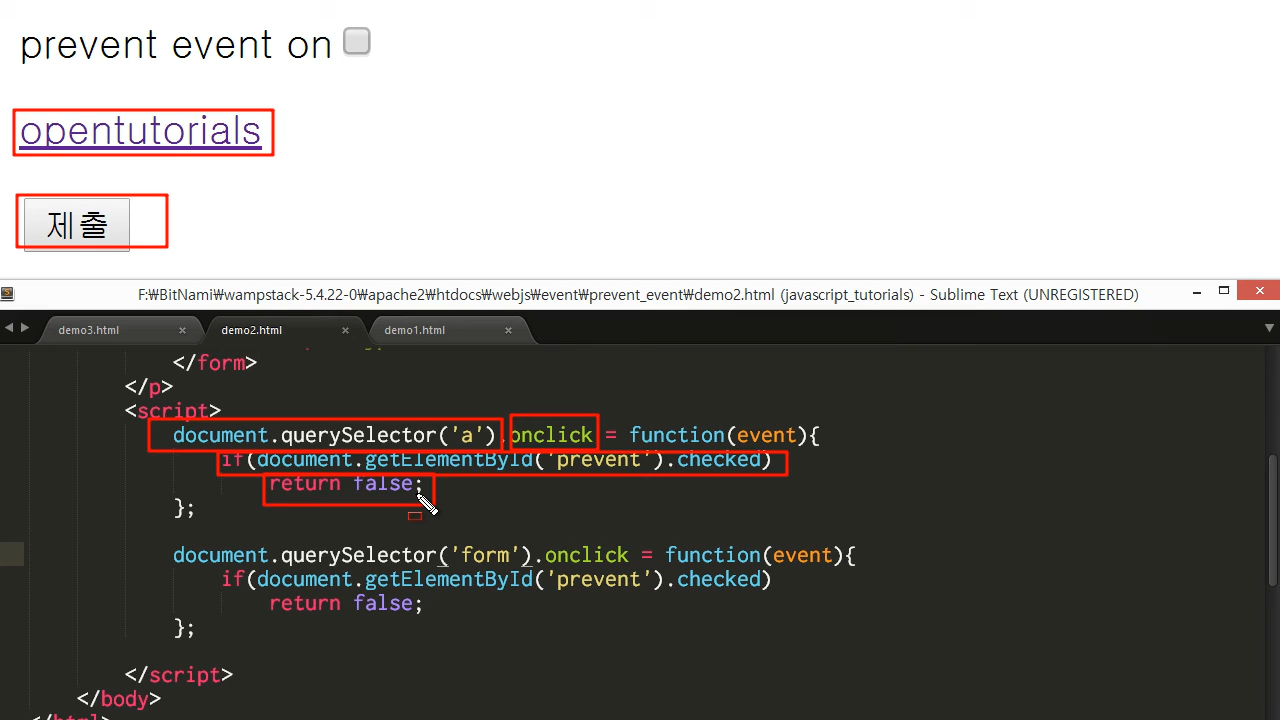 prevent event on
opentutorials
제출
F:₩BitNami₩wampstack-5.4.22-0₩apache2₩htdocs₩webjs₩event₩prevent_event₩demo2.html (javascript_tutorials) - Sublime Text (UNREGISTERED)
demo3.html × demo2.html × demo1.html ×
</form>
</p>
<script>
document.querySelector('a').onclick = function(event){
if(document.getElementById('prevent').checked)
return false;
};
document.querySelector('form').onclick = function(event){
if(document.getElementById('prevent').checked)
return false;
};
</script>
</body>
</html>